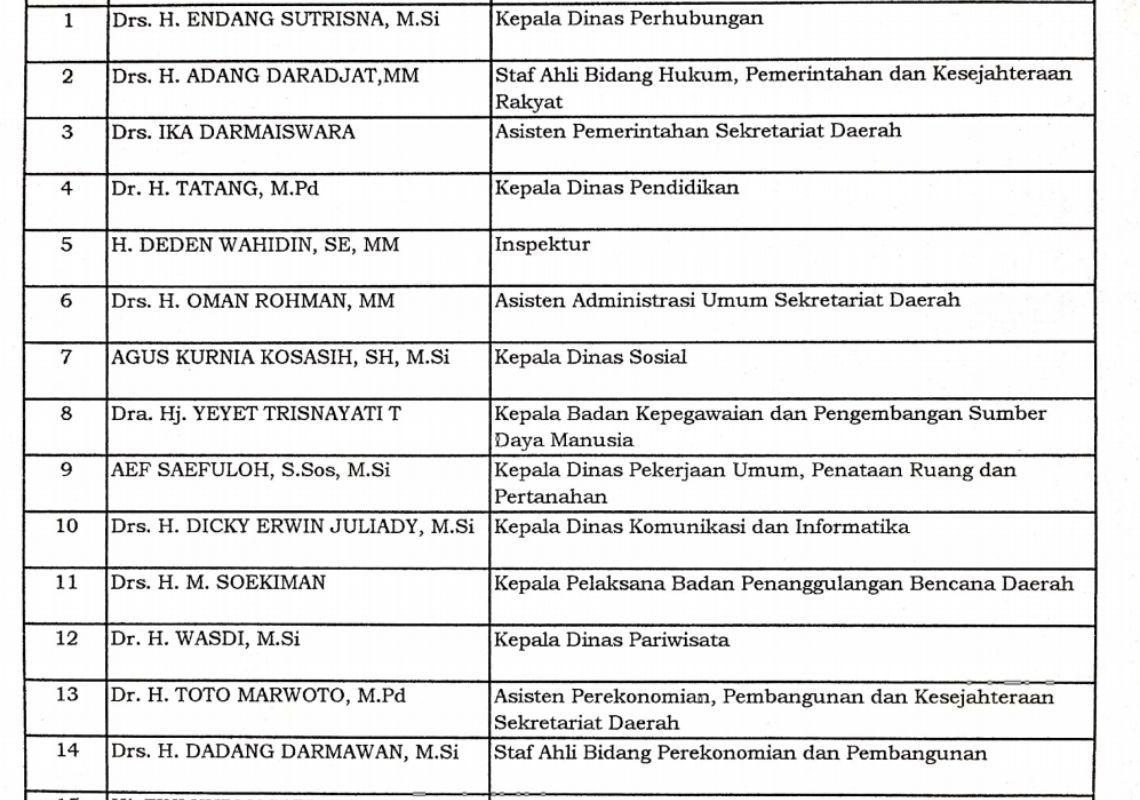 1 Drs. H. ENDANG SUTRISNA, M.Si Kepala Dinas Perhubungan
2 Drs. H. ADANG DARADJAT,MM Staf Ahli Bidang Hukum, Pemerintahan dan Kesejahteraan
Rakyat
3 Drs. IKA DARMAISWARA Asisten Pemerintahan Sekretariat Daerah
4 Dr. H. TATANG, M.Pd Kepala Dinas Pendidikan
5 H. DEDEN WAHIDIN, SE, MM Inspektur
6 Drs. H. OMAN ROHMAN, MM Asisten Administrasi Umum Sekretariat Daerah
7 AGUS KURNIA KOSASIH, SH, M.Si Kepala Dinas Sosial
8 Dra. Hj. YEYET TRISNAYATI T Kepala Badan Kepegawaian dan Pengembangan Sumber
Daya Manusia
9 AEF SAEFULOH, S.Sos, M.Si Kepala Dinas Pekerjaan Umum, Penataan Ruang dan
Pertanahan
10 Drs. H. DICKY ERWIN JULIADY, M.Si Kepala Dinas Komunikasi dan Informatika
11 Drs. H. M. SOEKIMAN Kepala Pelaksana Badan Penanggulangan Bencana Daerah
12 Dr. H. WASDI, M.Si Kepala Dinas Pariwisata
13 Dr. H. TOTO MARWOTO, M.Pd Asisten Perekonomian, Pembangunan dan Kesejahteraan
Sekretariat Daerah
14 Drs. H. DADANG DARMAWAN, M.Si Staf Ahli Bidang Perekonomian dan Pembangunan